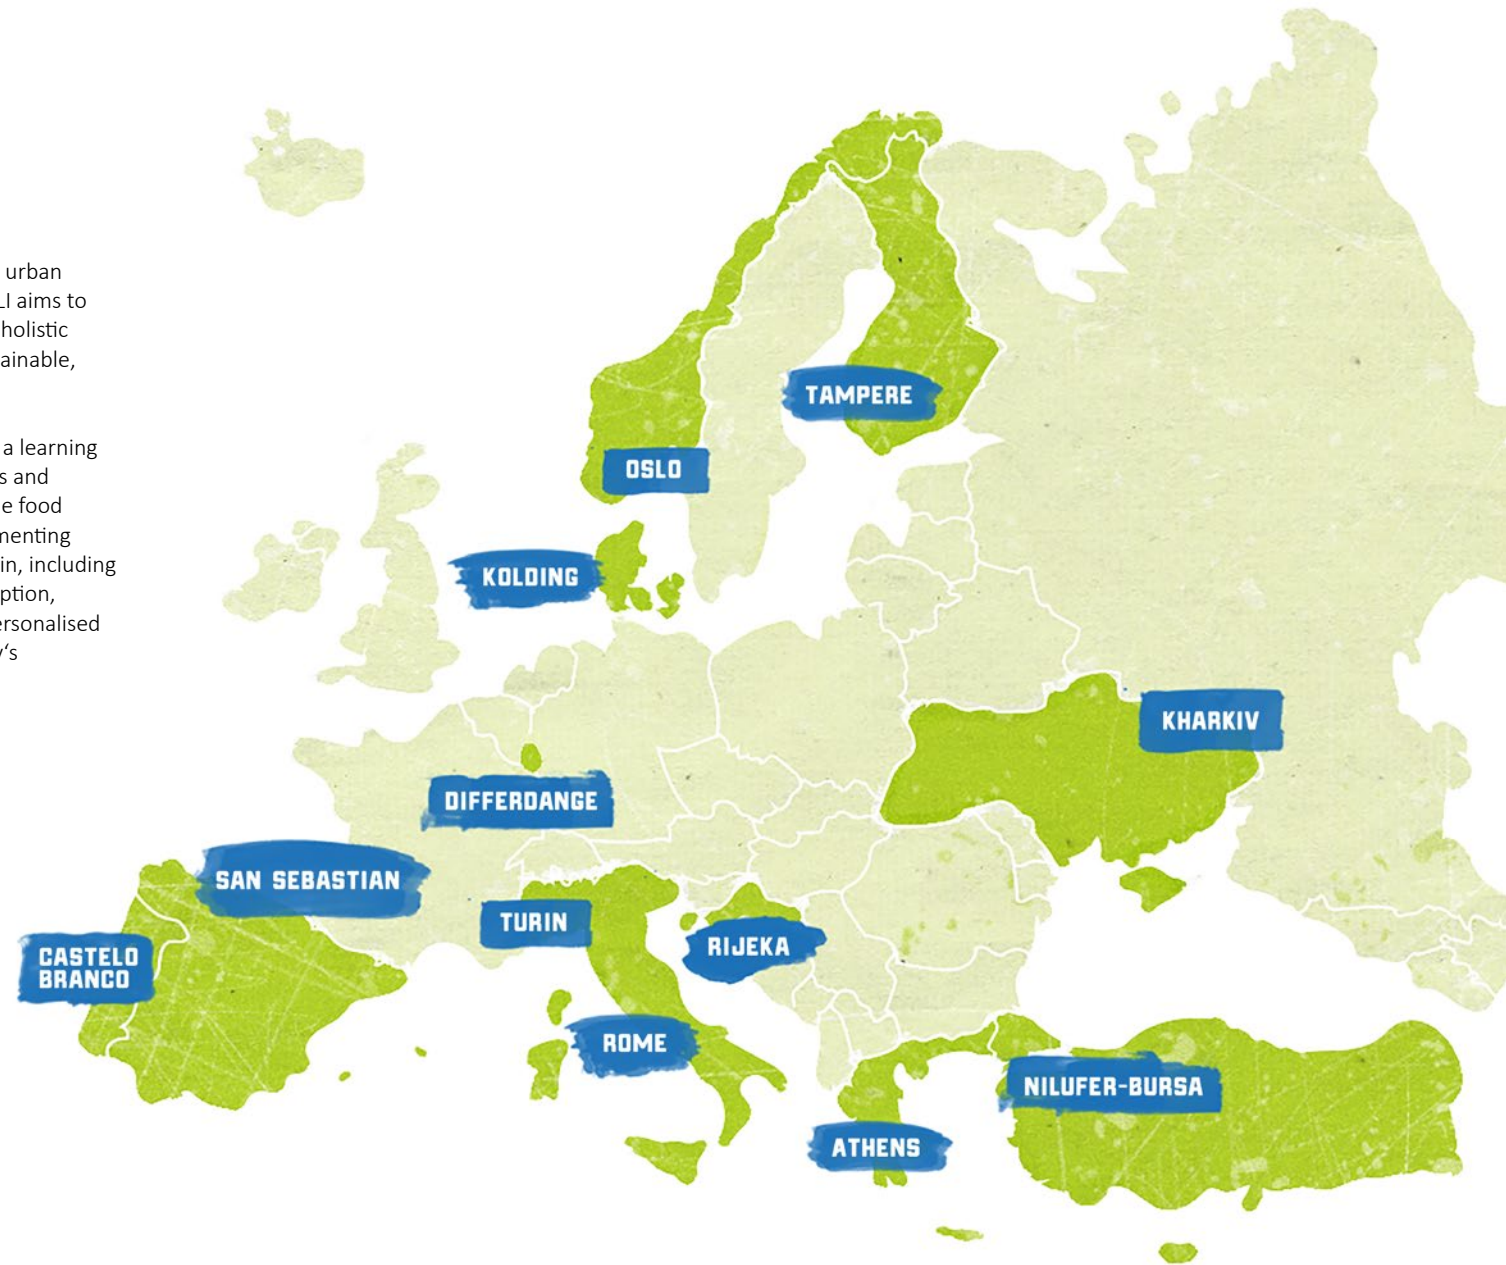 urban
LI aims to
holistic
ainable,
a learning
s and
e food
menting
in, including
ption,
ersonalised
y‘s
TAMPERE
OSLO
KOLDING
KHARKIV
DIFFERDANGE
SAN SEBASTIAN
TURIN
RIJEKA
CASTELO
BRANCO
ROME
NILUFER-BURSA
ATHENS